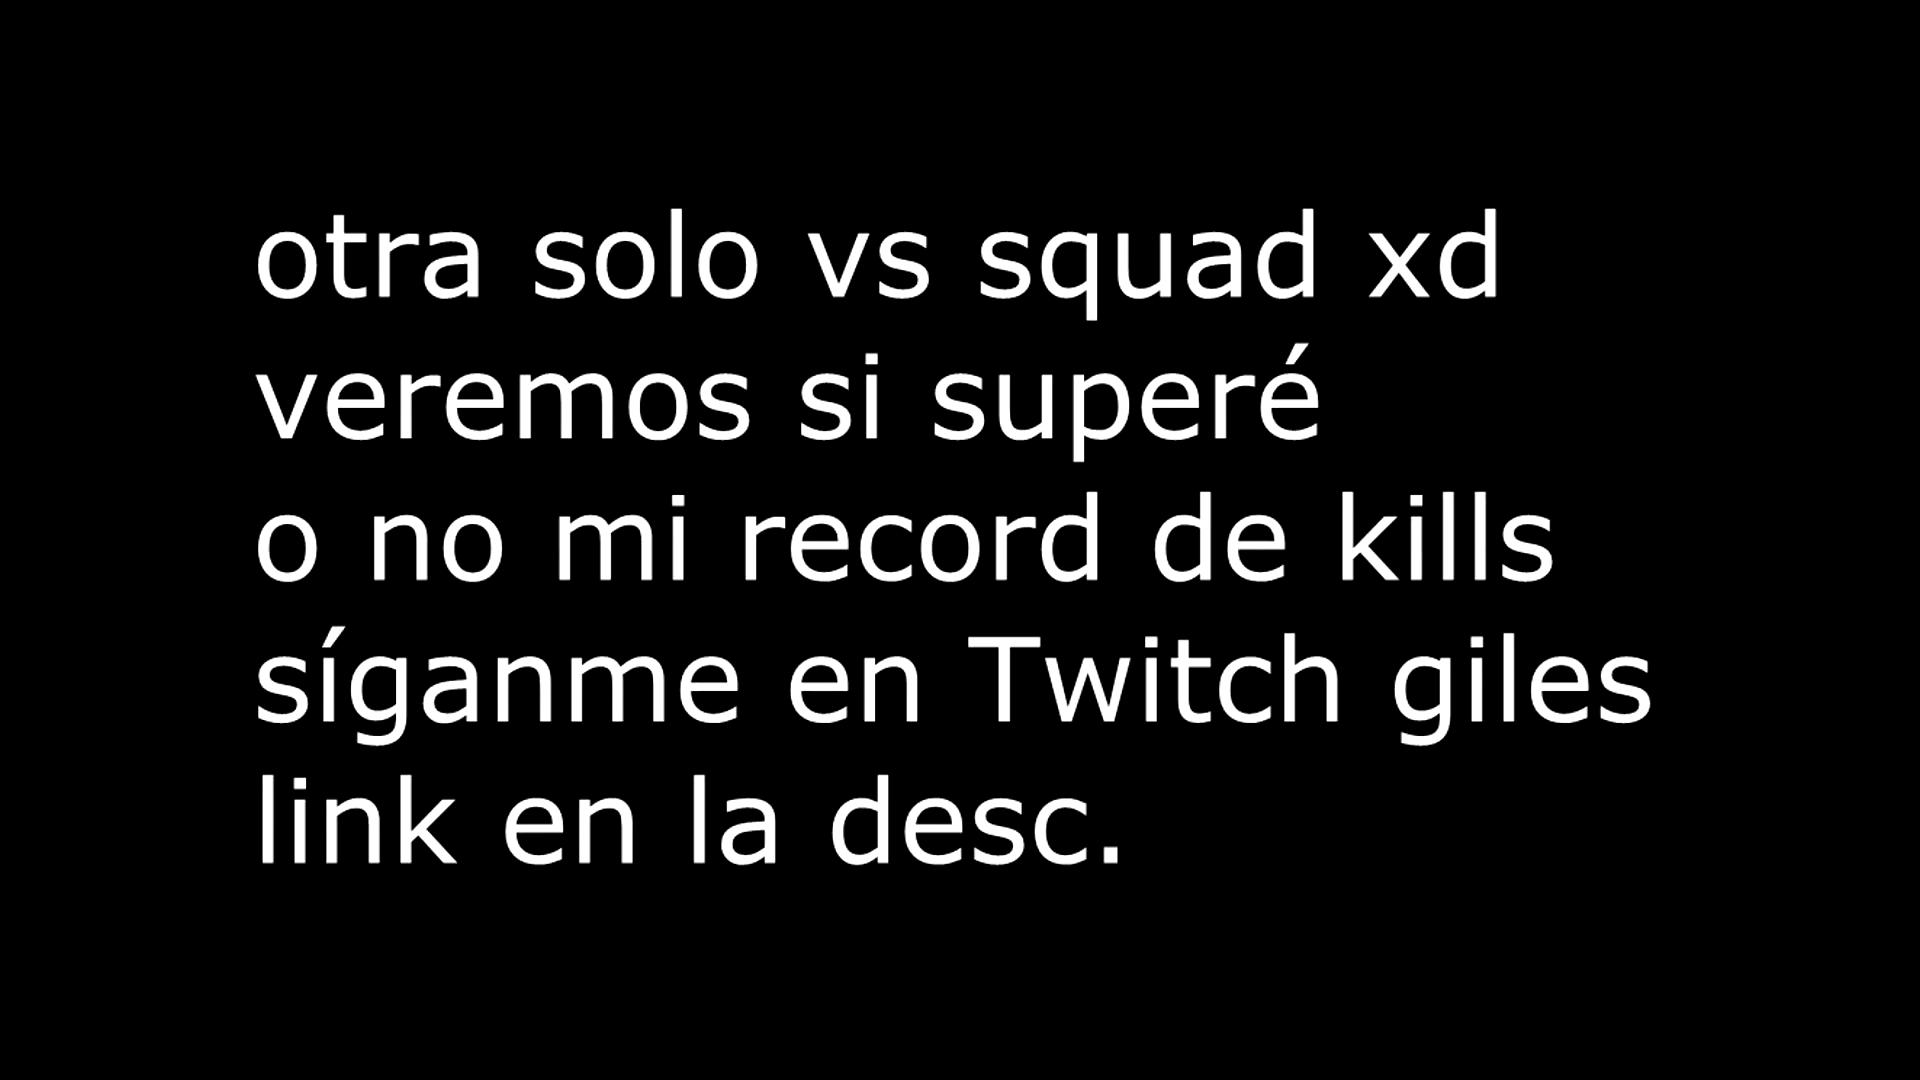 otra solo vs squad xd
veremos si superé
o no mi record de kills
síganme en Twitch giles
link en la desc.